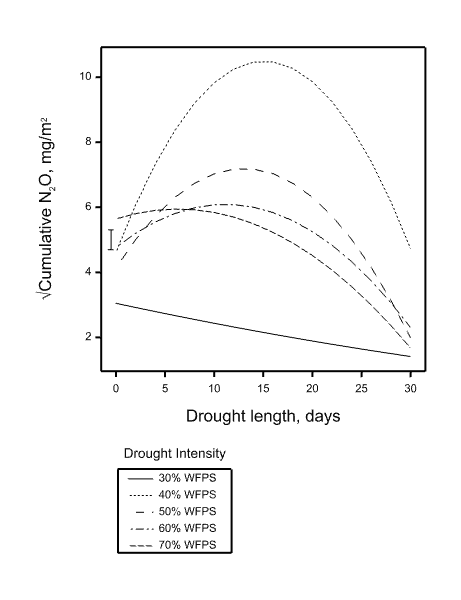 10
8
6
4
2
√Cumulative N₂O, mg/m²
0 5 10 15 20 25 30
Drought length, days
Drought Intensity
30% WFPS
40% WFPS
50% WFPS
60% WFPS
70% WFPS